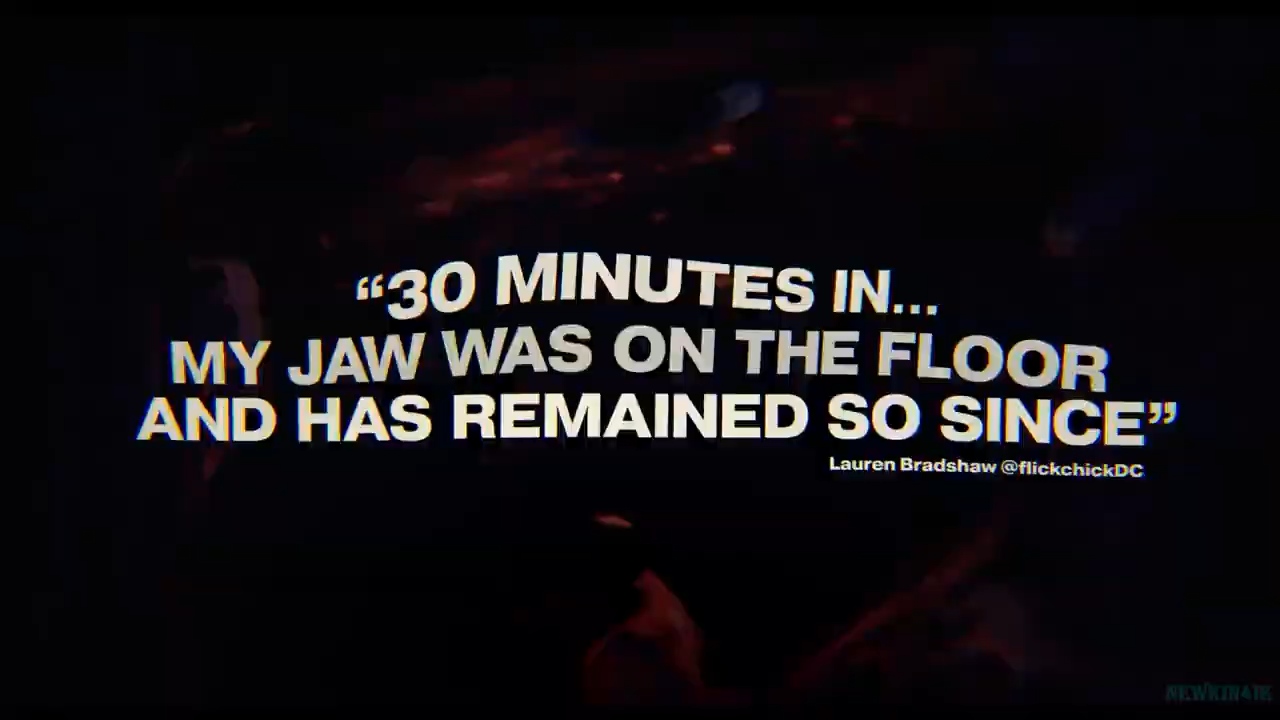 “30 MINUTES IN...
MY JAW WAS ON THE FLOOR
AND HAS REMAINED SO SINCE”
Lauren Bradshaw @flickchickDC